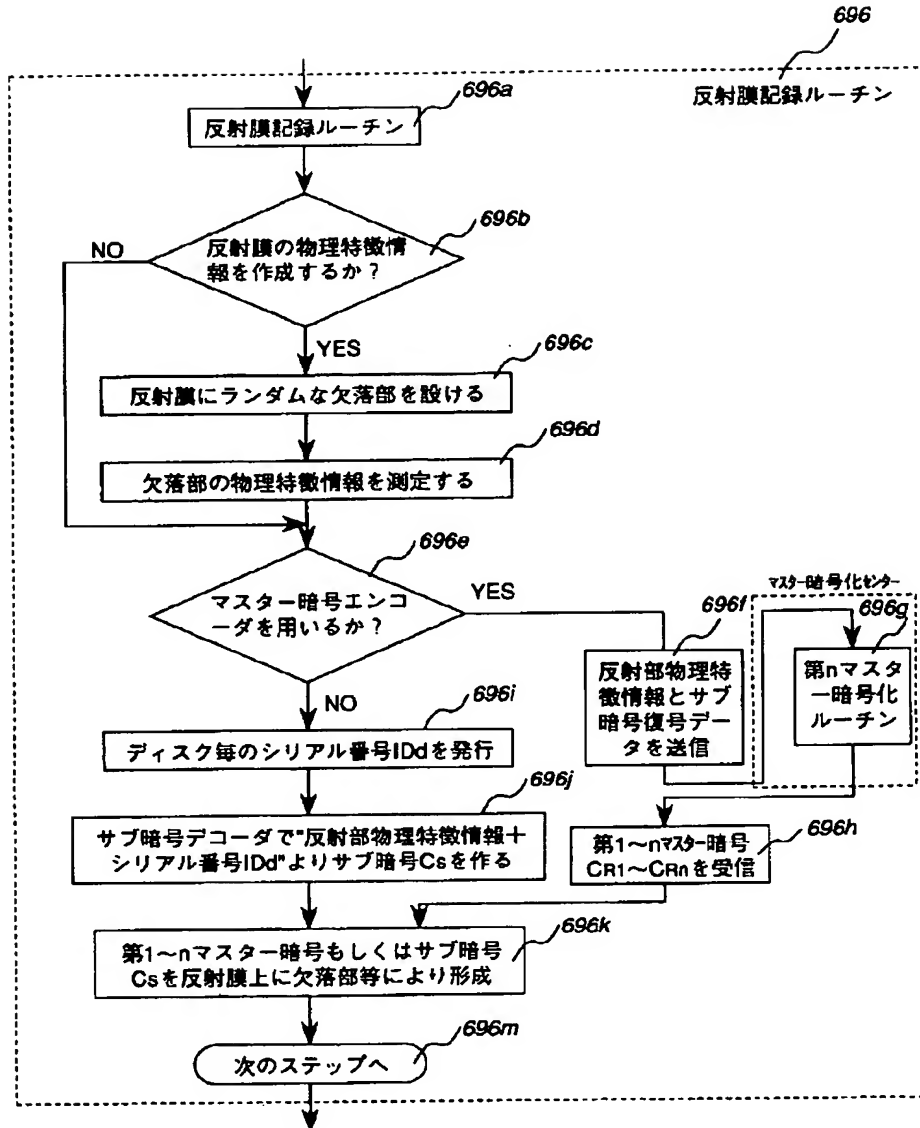 696
反射膜記録ルーチン
696a
反射膜記録ルーチン
696b
反射膜の物理特徴情
報を作成するか？
NO
YES
696c
反射膜にランダムな欠落部を設ける
696d
欠落部の物理特徴情報を測定する
696e
マスター暗号エンコ
ーダを用いるか？
YES
NO
696f
反射部物理特
徴情報とサブ
暗号復号デー
タを送信
マスター暗号化センター
696g
第nマスタ
ー暗号化
ルーチン
696h
第1～nマスター暗号
CR1～CRnを受信
696i
ディスク毎のシリアル番号IDdを発行
696j
サブ暗号デコーダで"反射部物理特徴情報＋
シリアル番号IDd"よりサブ暗号Csを作る
696k
第1～nマスター暗号もしくはサブ暗号
Csを反射膜上に欠落部等により形成
696m
次のステップへ